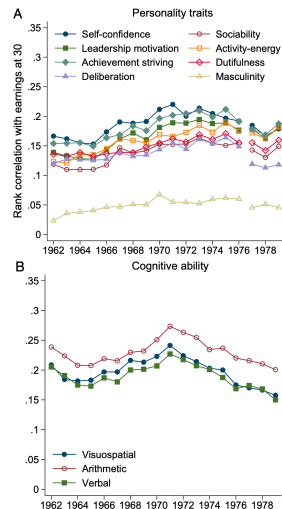 A
Personality traits
Self-confidence
Sociability
Leadership motivation
Activity-energy
Achievement striving
Dutifulness
Deliberation
Masculinity
Rank correlation with earnings at 30
.35
.3
.25
.2
.15
.1
.05
0
1962 1964 1966 1968 1970 1972 1974 1976 1978
B
Cognitive ability
.35
.3
.25
.2
.15
.1
.05
0
Visuospatial
Arithmetic
Verbal
1962 1964 1966 1968 1970 1972 1974 1976 1978